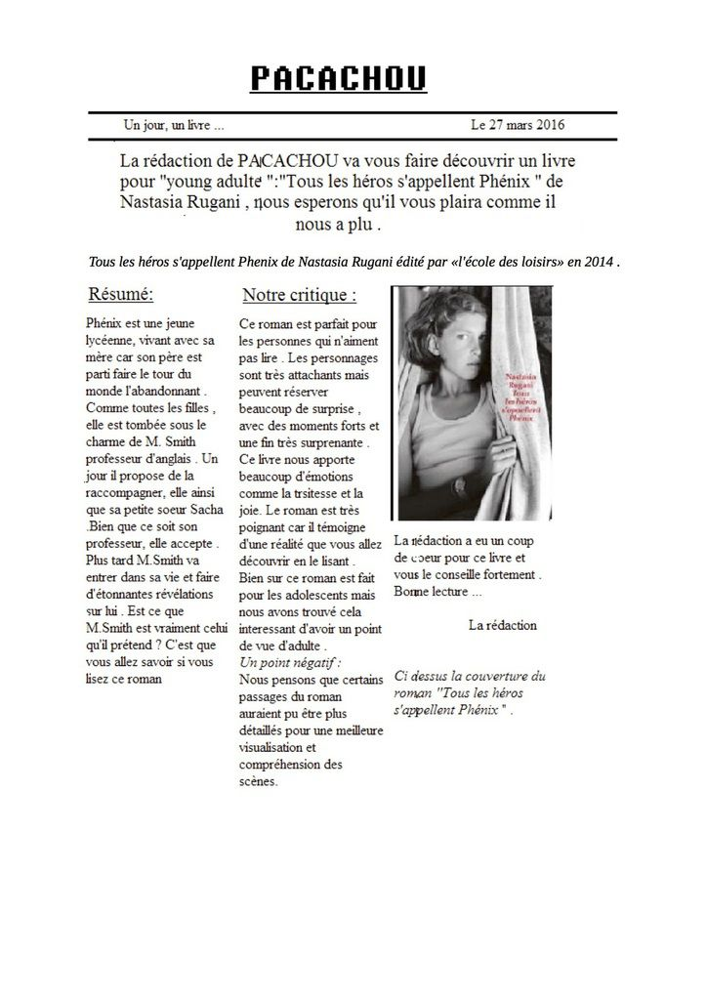 PACACHOU
Un jour, un livre ...
Le 27 mars 2016
La rédaction de PACACHOU va vous faire découvrir un livre
pour "young adulte ":"Tous les héros s'appellent Phénix " de
Nastasia Rugani , nous esperons qu'il vous plaira comme il
nous a plu .
Tous les héros s'appellent Phenix de Nastasia Rugani édité par «l'école des loisirs» en 2014 .
Résumé:
Phénix est une jeune
lycéenne, vivant avec sa
mère car son père est
parti faire le tour du
monde l'abandonnant .
Comme toutes les filles ,
elle est tombée sous le
charme de M. Smith
professeur d'anglais . Un
jour il propose de la
raccompagner, elle ainsi
que sa petite soeur Sacha
.Bien que ce soit son
professeur, elle accepte .
Plus tard M.Smith va
entrer dans sa vie et faire
d'étonnantes révélations
sur lui . Est ce que
M.Smith est vraiment celui
qu'il prétend ? C'est que
vous allez savoir si vous
lisez ce roman
Notre critique :
Ce roman est parfait pour
les personnes qui n'aiment
pas lire . Les personnages
sont très attachants mais
peuvent réserver
beaucoup de surprise ,
avec des moments forts et
une fin très surprenante .
Ce livre nous apporte
beaucoup d'émotions
comme la trsitesse et la
joie. Le roman est très
poignant car il témoigne
d'une réalité que vous allez
découvrir en le lisant .
Bien sur ce roman est fait
pour les adolescents mais
nous avons trouvé cela
interessant d'avoir un point
de vue d'adulte .
Un point négatif :
Nous pensons que certains
passages du roman
auraient pu être plus
détaillés pour une meilleure
visualisation et
compréhension des
scènes.
Nastasia
Rugani
Tous
les héros
s'appellent
Phénix
La rédaction a eu un coup
de coeur pour ce livre et
vous le conseille fortement .
Bonne lecture ...
La rédaction
Ci dessus la couverture du
roman "Tous les héros
s'appellent Phénix " .